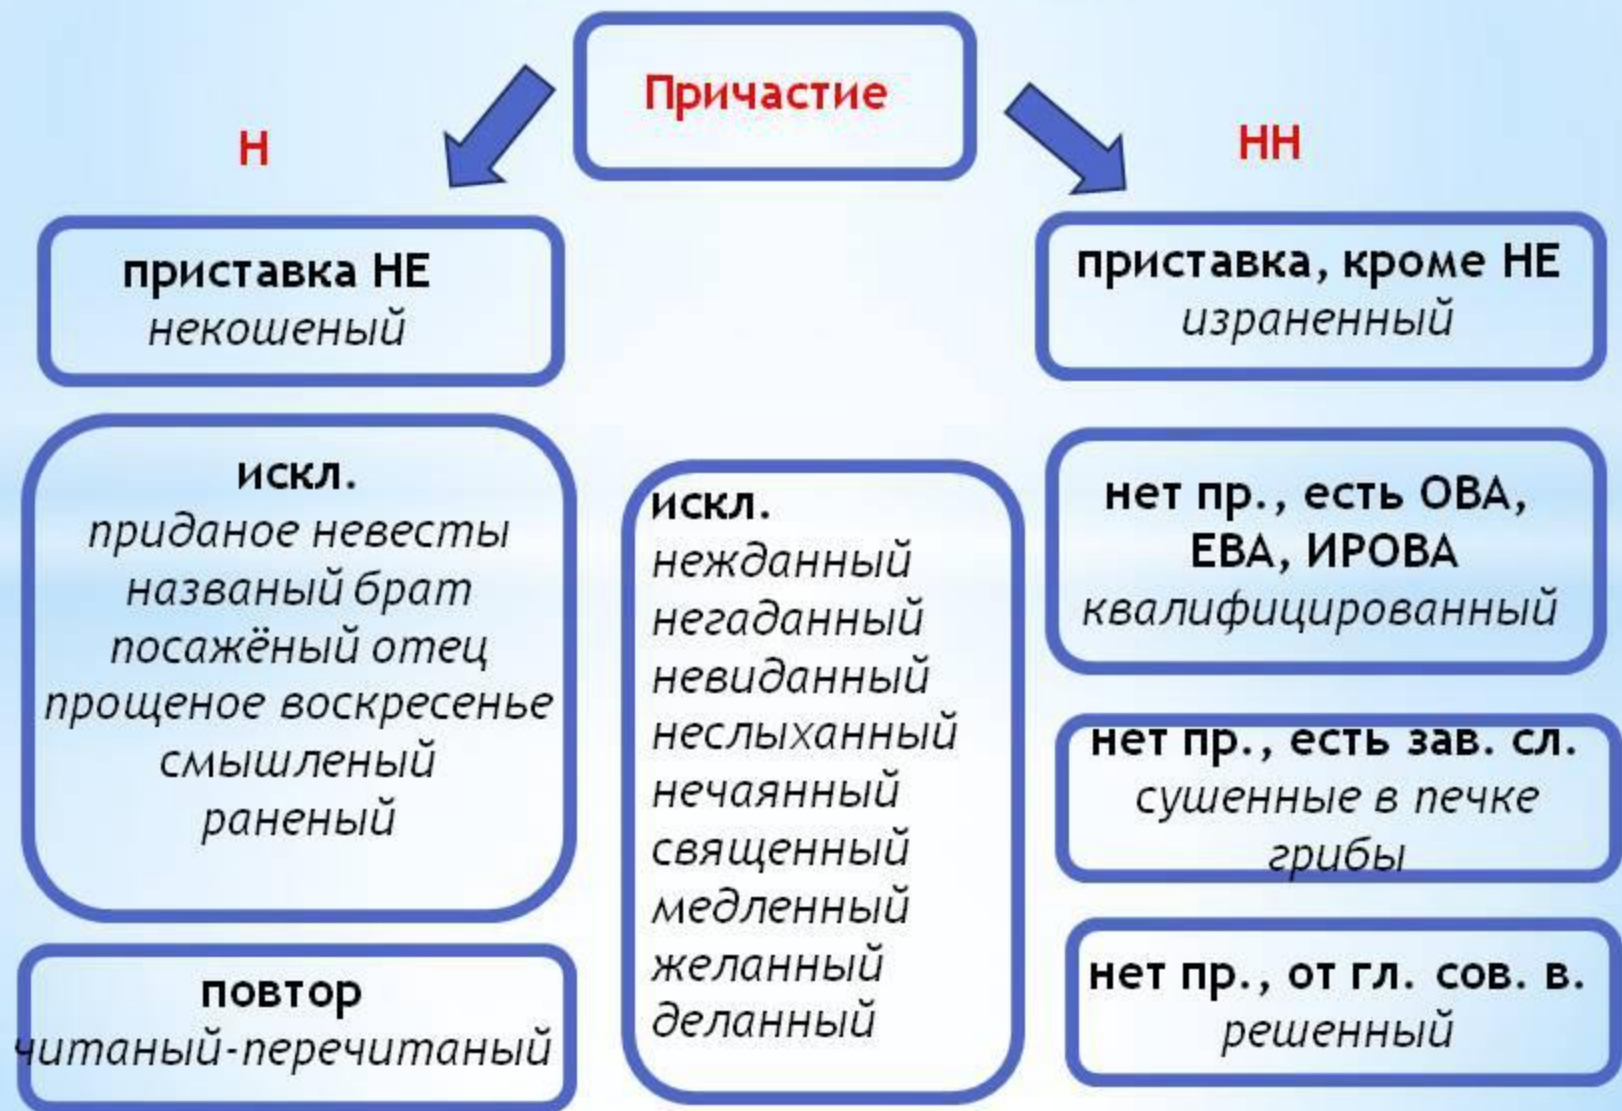 Причастие
Н
НН
приставка НЕ
некошеный
искл.
приданое невесты
названый брат
посажёный отец
прощеное воскресенье
смышленый
раненый
повтор
читаный-перечитаный
искл.
нежданный
негаданный
невиданный
неслыханный
нечаянный
священный
медленный
желанный
деланный
приставка, кроме НЕ
израненный
нет пр., есть ОВА,
ЕВА, ИРОВА
квалифицированный
нет пр., есть зав. сл.
сушенные в печке
грибы
нет пр., от гл. сов. в.
решенный